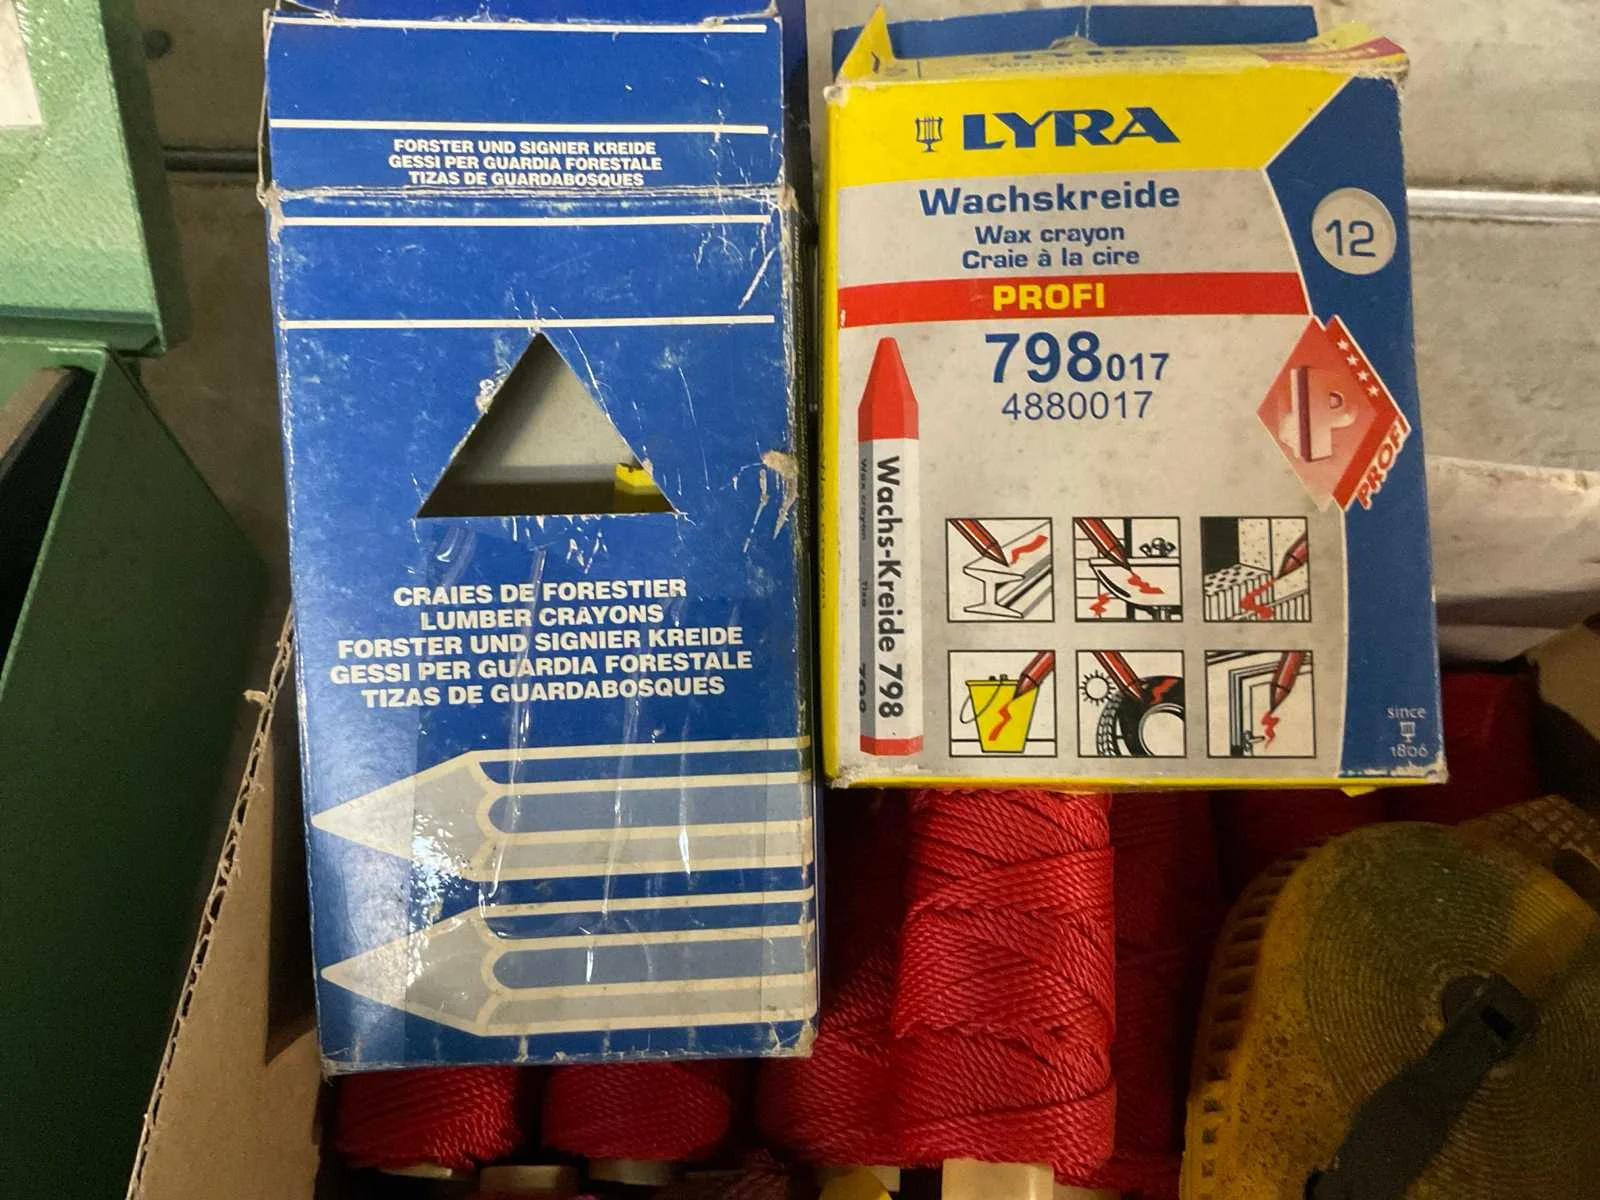 FORSTER UND SIGNIER KREIDE
GESSI PER GUARDIA FORESTALE
TIZAS DE GUARDABOSQUES
CRAIES DE FORESTIER
LUMBER CRAYONS
FORSTER UND SIGNIER KREIDE
GESSI PER GUARDIA FORESTALE
TIZAS DE GUARDABOSQUES
LYRA
Wachskreide
Wax crayon
Craie à la cire
12
PROFI
798017
4880017
PROFI
Wachs-Kreide 798
Wax crayon
since
1806